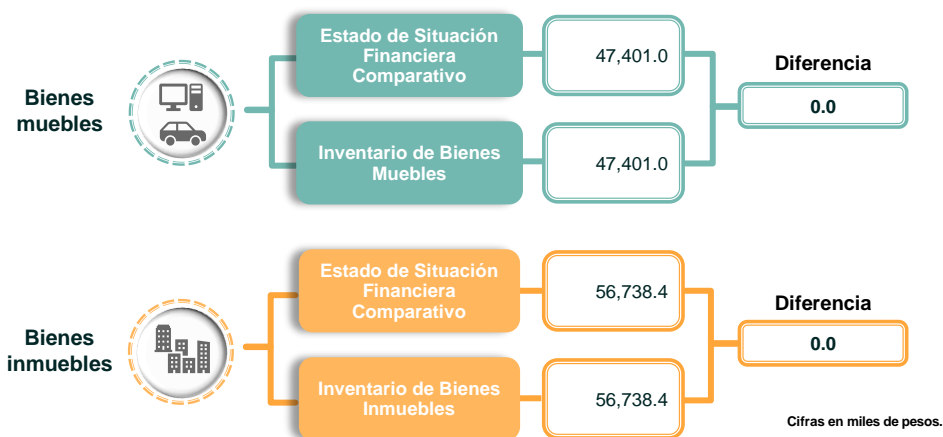 Bienes
muebles
Estado de Situación
Financiera
Comparativo
47,401.0
Inventario de Bienes
Muebles
47,401.0
Diferencia
0.0
Bienes
inmuebles
Estado de Situación
Financiera
Comparativo
56,738.4
Inventario de Bienes
Inmuebles
56,738.4
Diferencia
0.0
Cifras en miles de pesos.